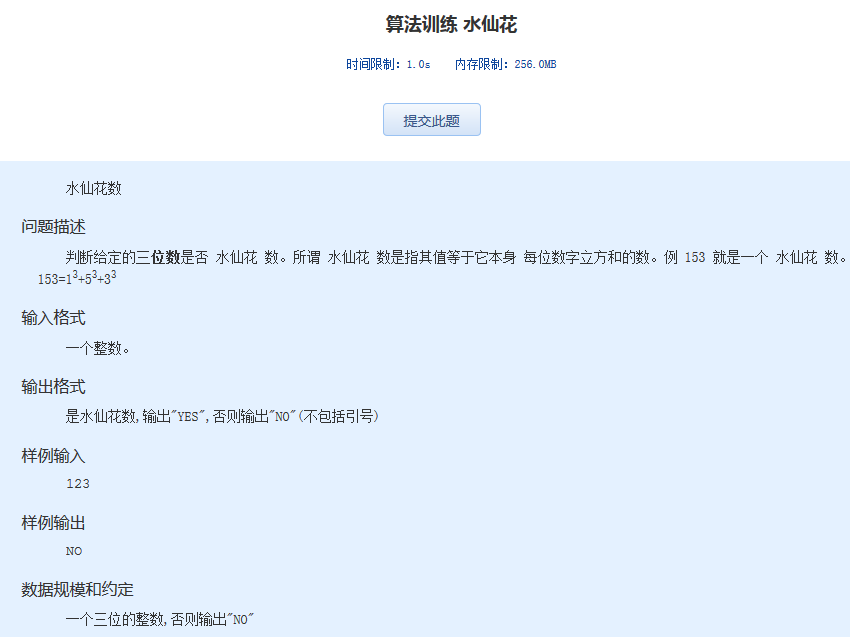 算法训练 水仙花
时间限制：1.0s 内存限制：256.0MB
提交此题
水仙花数
问题描述
判断给定的三位数是否 水仙花 数。所谓 水仙花 数是指其值等于它本身 每位数字立方和的数。例 153 就是一个 水仙花 数。
153=1³+5³+3³
输入格式
一个整数。
输出格式
是水仙花数,输出"YES",否则输出"NO"(不包括引号)
样例输入
123
样例输出
NO
数据规模和约定
一个三位的整数,否则输出"NO"